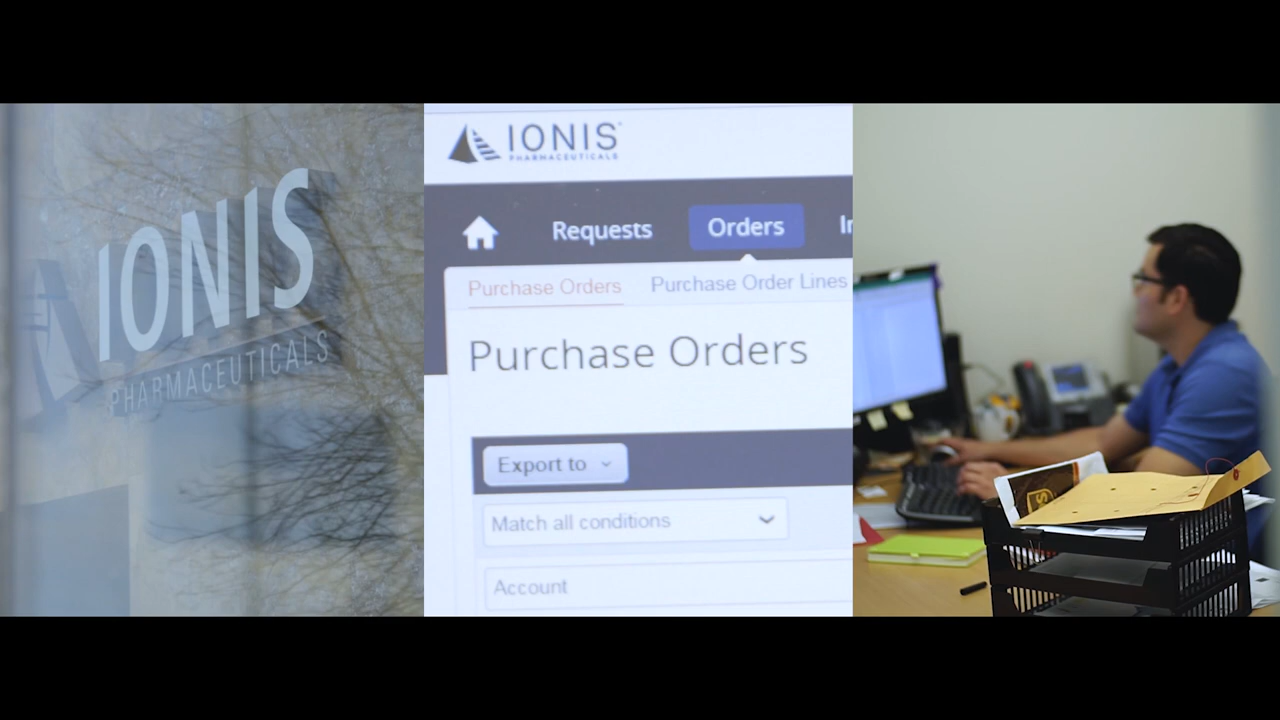 IONIS
PHARMACEUTICALS
IONIS
PHARMACEUTICALS
Requests
Orders
Purchase Orders
Purchase Order Lines
Purchase Orders
Export to
Match all conditions
Account